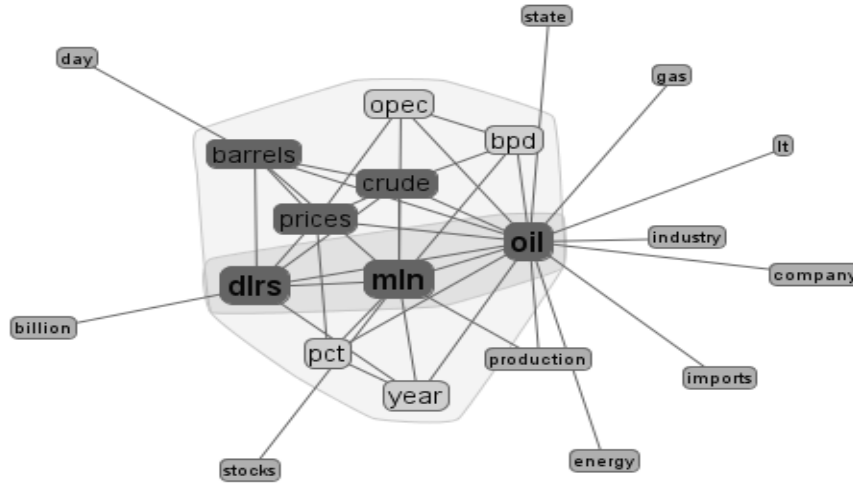 state
day
gas
opec
bpd
lt
barrels
crude
prices
oil
industry
company
dlrs
mln
billion
pct
production
imports
year
stocks
energy